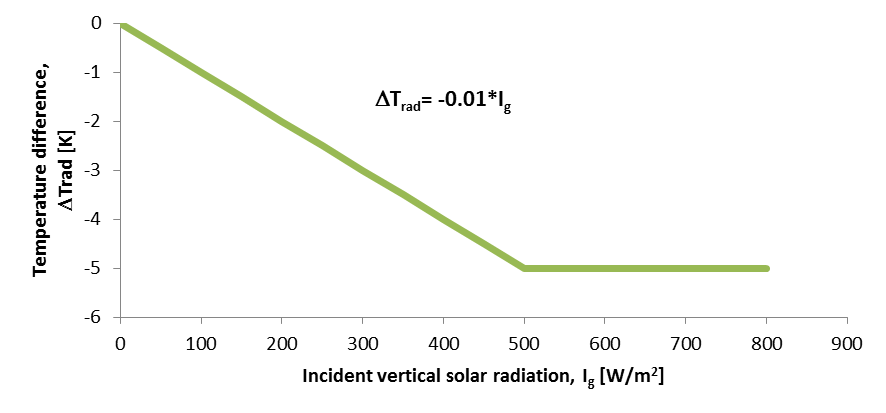 0
-1
-2
-3
-4
-5
-6
Temperature difference,
ΔTrad [K]
ΔTrad= -0.01*Ig
0 100 200 300 400 500 600 700 800 900
Incident vertical solar radiation, Ig [W/m²]